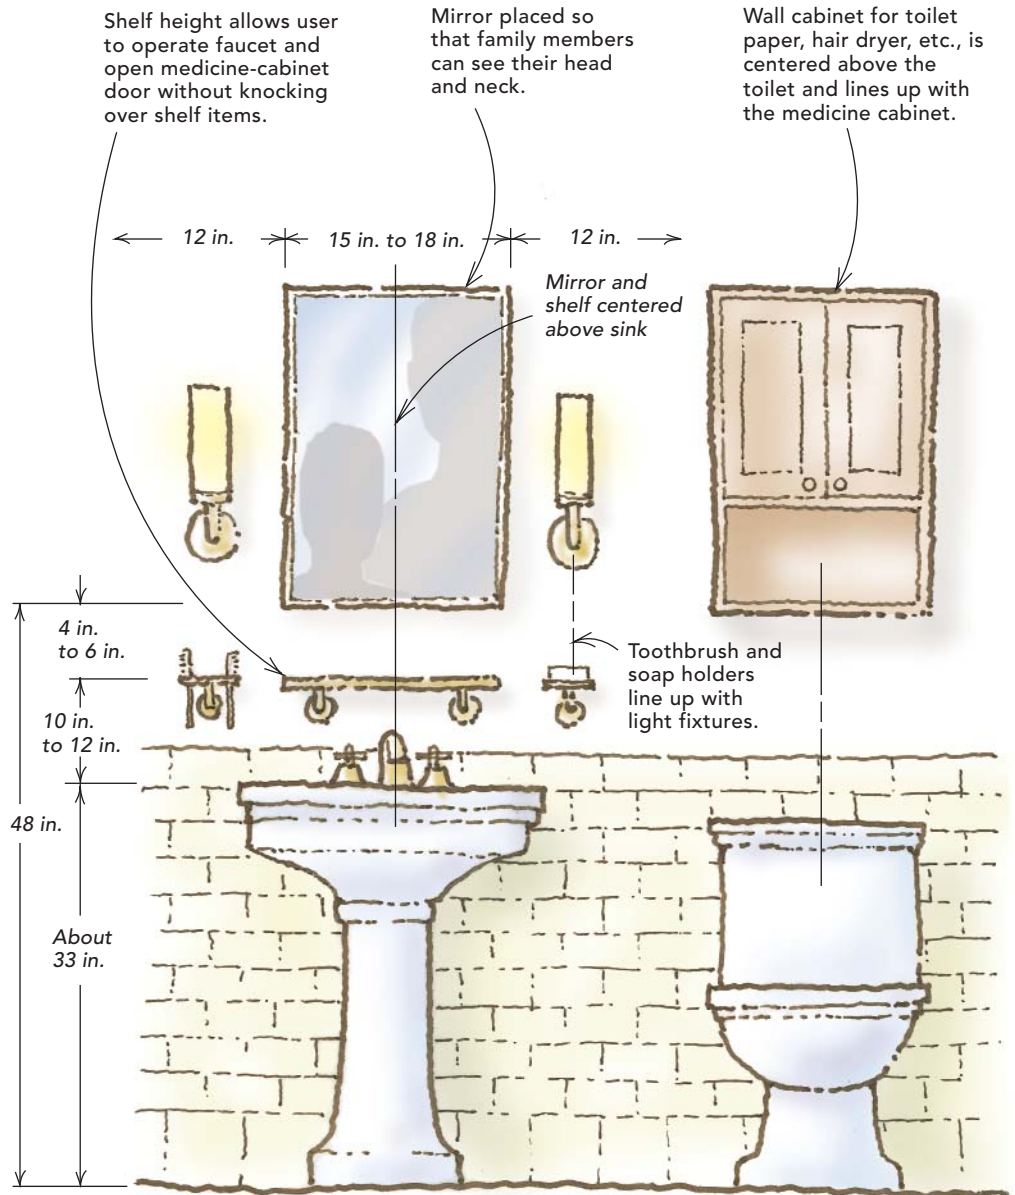 Shelf height allows user
to operate faucet and
open medicine-cabinet
door without knocking
over shelf items.
Mirror placed so
that family members
can see their head
and neck.
Wall cabinet for toilet
paper, hair dryer, etc., is
centered above the
toilet and lines up with
the medicine cabinet.
12 in.
15 in. to 18 in.
12 in.
Mirror and
shelf centered
above sink
4 in.
to 6 in.
Toothbrush and
soap holders
line up with
light fixtures.
10 in.
to 12 in.
48 in.
About
33 in.